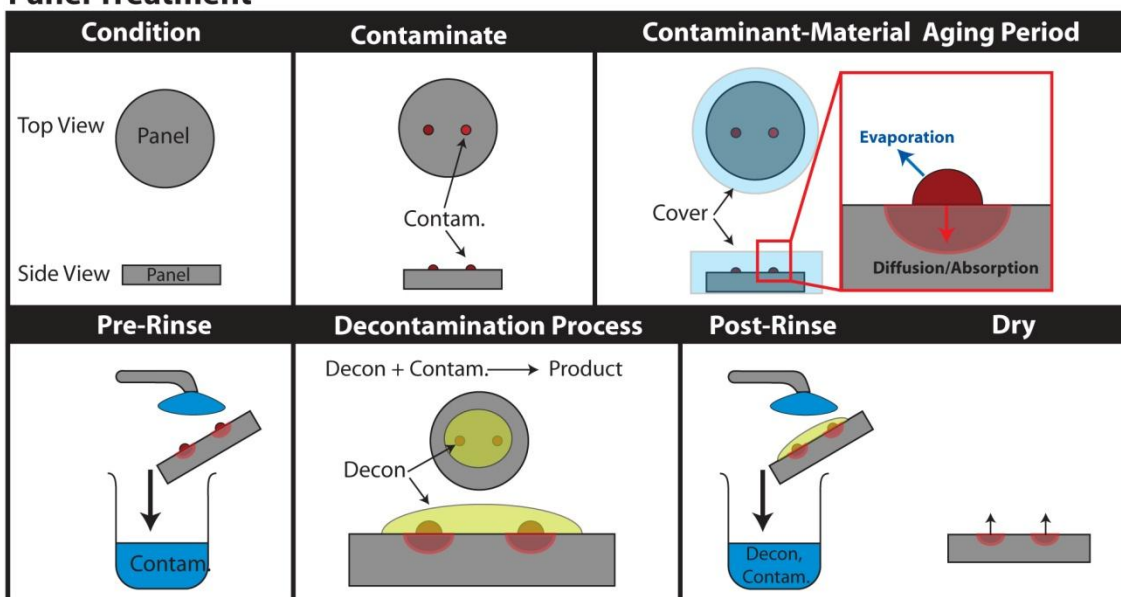 Panel Treatment
Condition
Contaminate
Contaminant-Material Aging Period
Top View
Panel
Side View
Panel
Contam.
Cover
Evaporation
Diffusion/Absorption
Pre-Rinse
Decontamination Process
Post-Rinse
Dry
Contam.
Decon + Contam. → Product
Decon
Decon,
Contam.